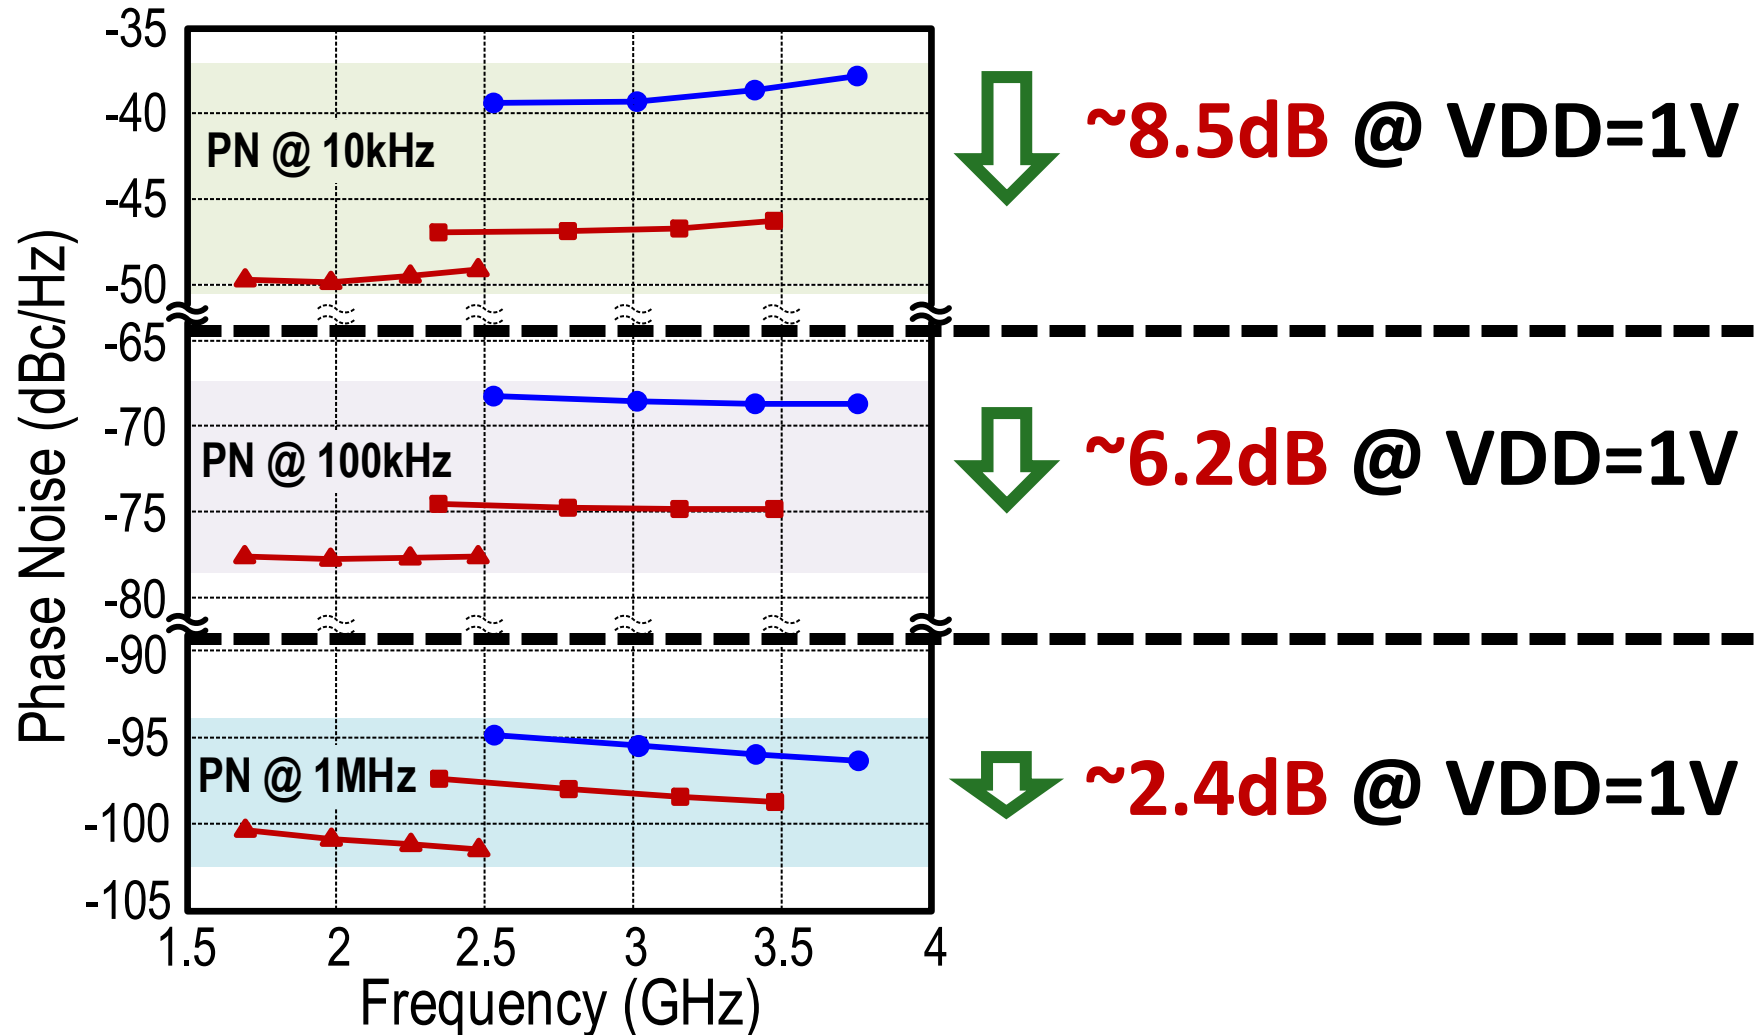 Phase Noise (dBc/Hz)
-35
-40
-45
-50
PN @ 10kHz
~8.5dB @ VDD=1V
-65
-70
-75
-80
PN @ 100kHz
~6.2dB @ VDD=1V
-90
-95
-100
-105
PN @ 1MHz
~2.4dB @ VDD=1V
1.5 2 2.5 3 3.5 4
Frequency (GHz)